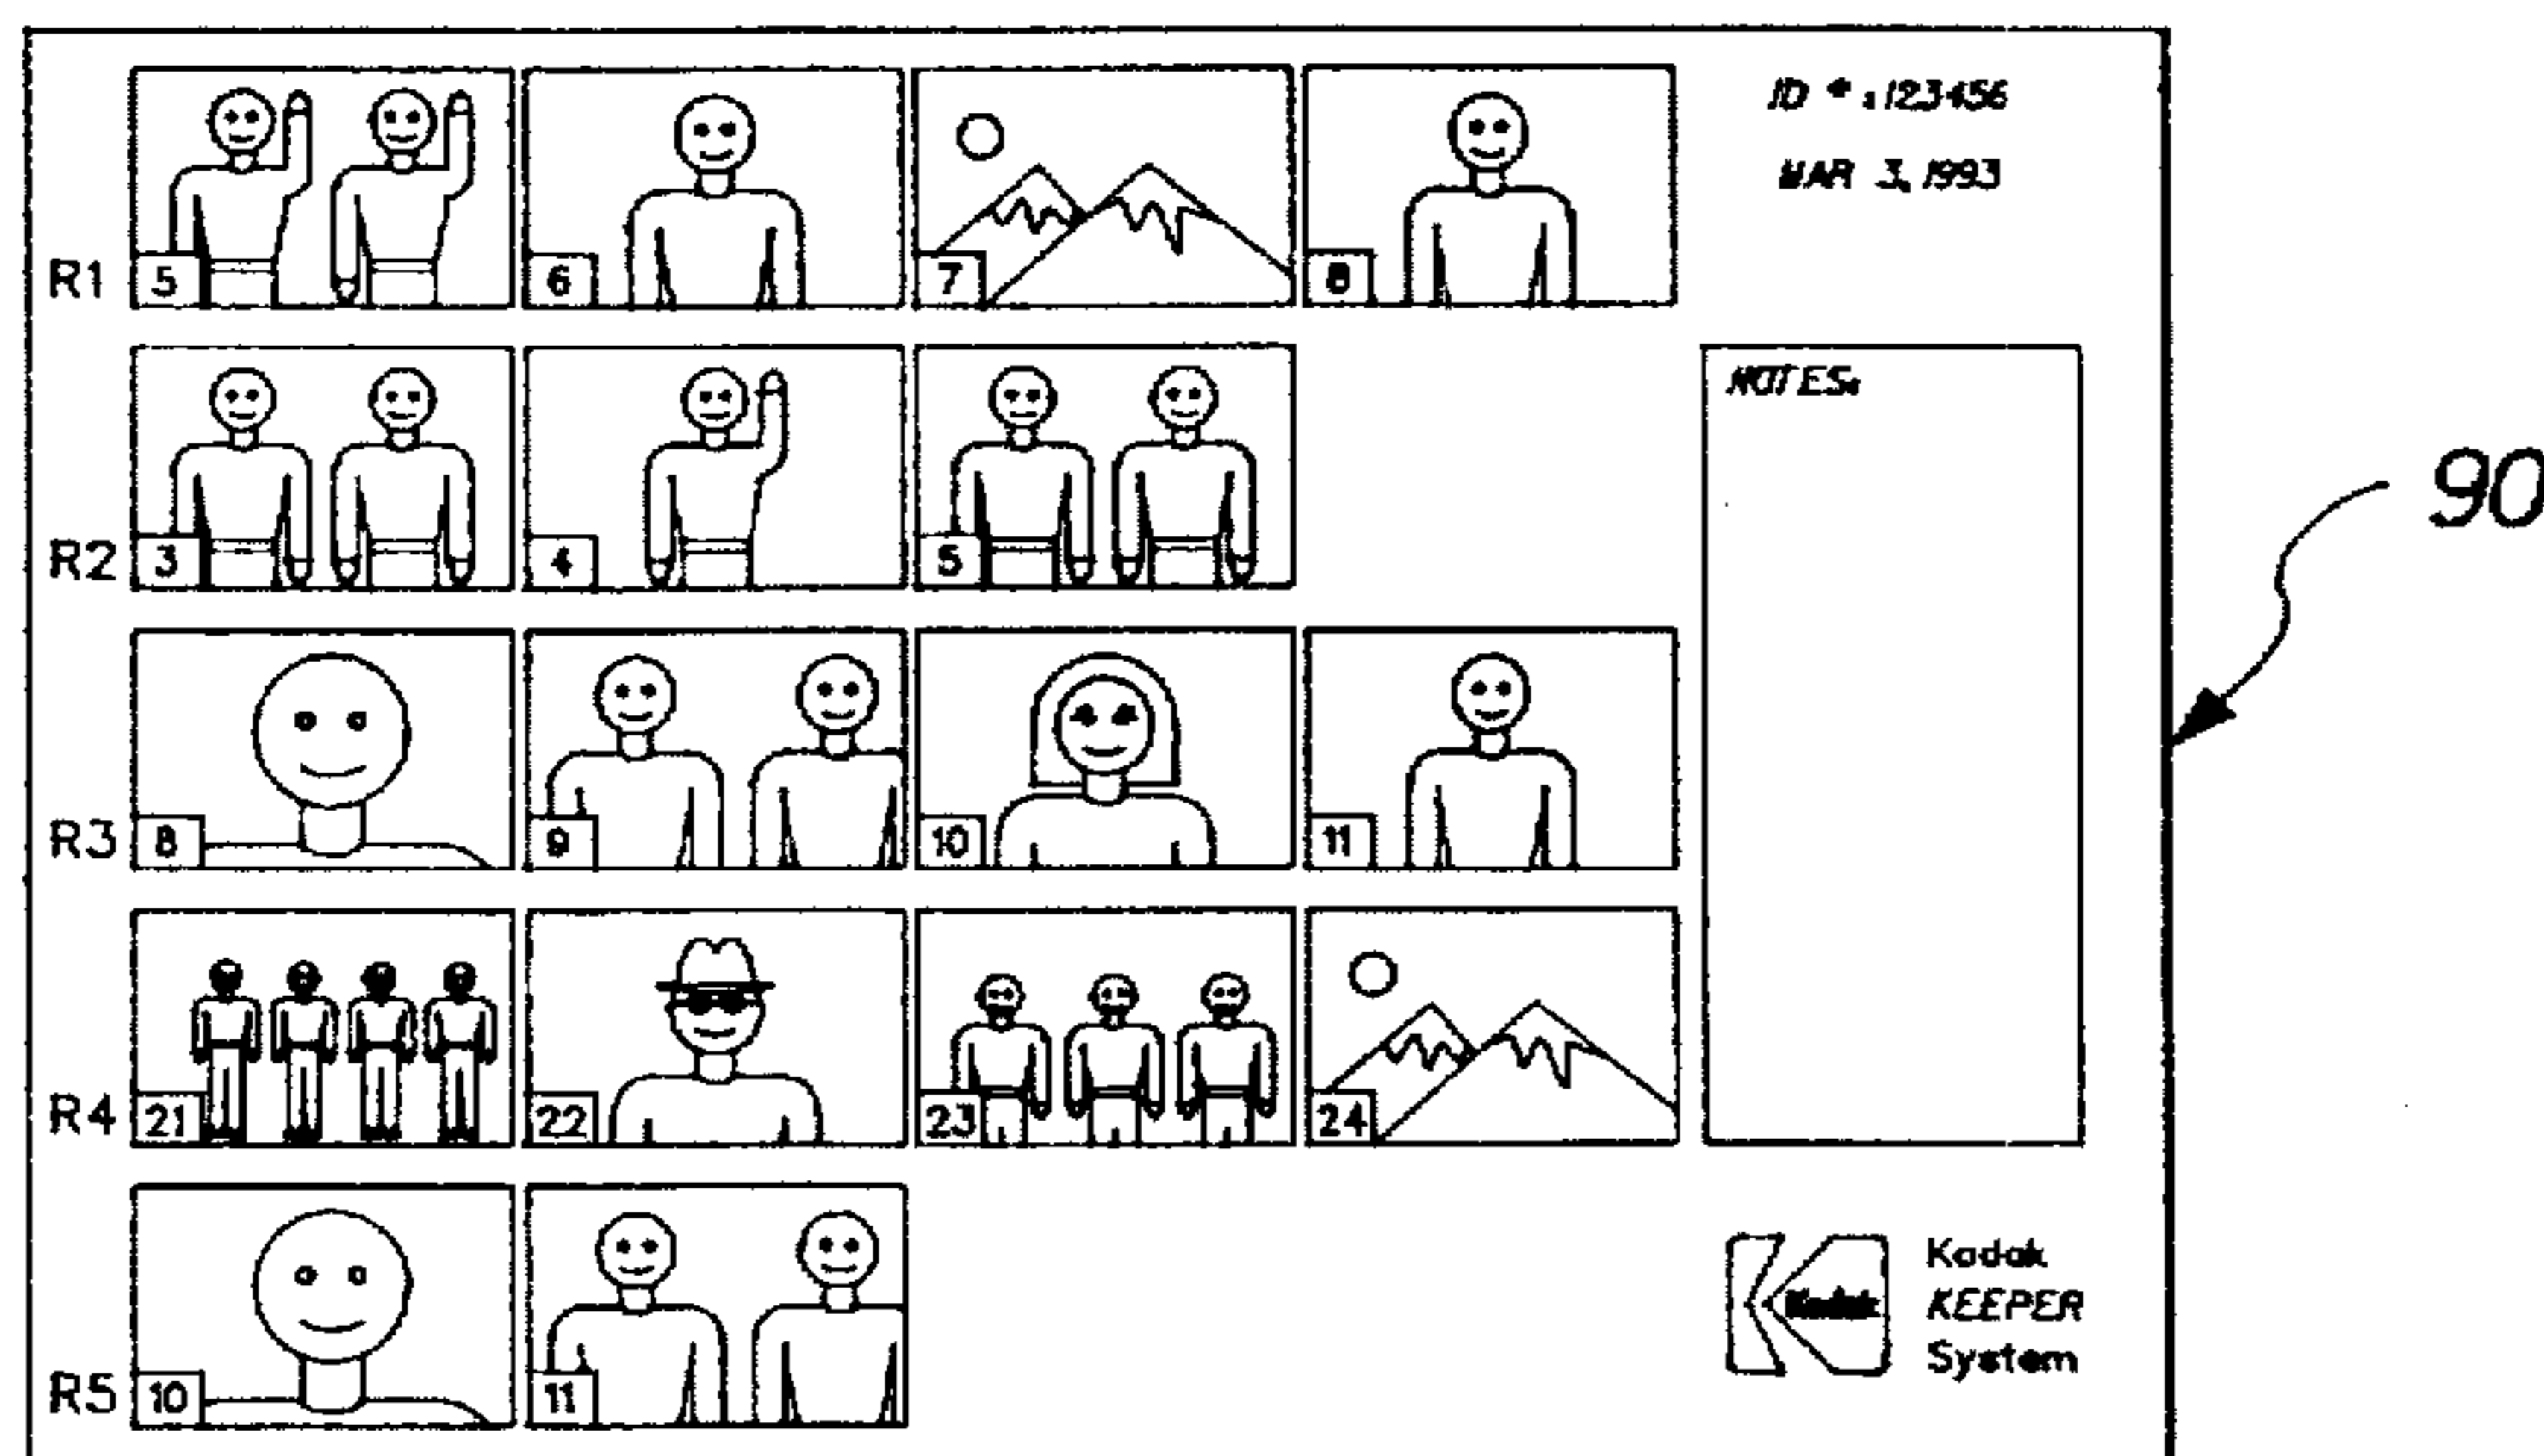 ID # : 123456
MAR 3, 1993
R1 5 6 7 8
NOTES:
R2 3 4 5
90
R3 8 9 10 11
R4 21 22 23 24
Kodak
Kodak KEEPER
System
R5 10 11